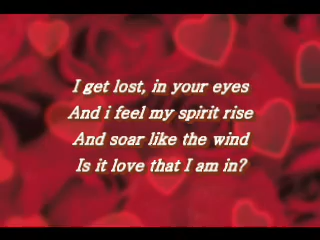 I get lost, in your eyes
And i feel my spirit rise
And soar like the wind
Is it love that I am in?